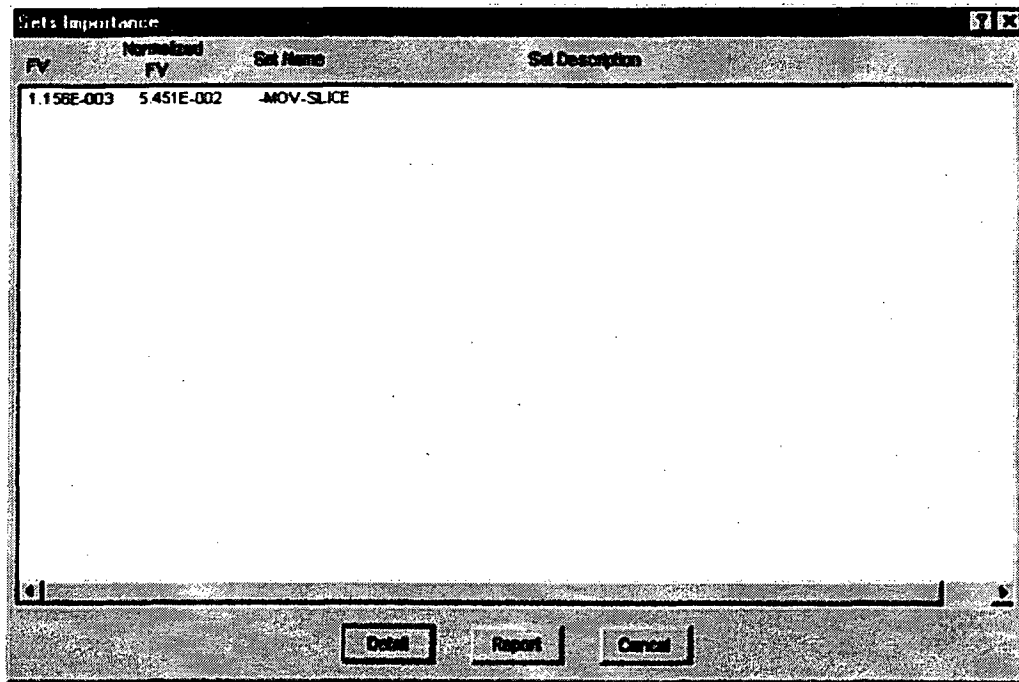 Sets Importance
FV Normalized FV Set Name Set Description
1.156E-003 5.451E-002 -MOV-SLICE
Detail Report Cancel